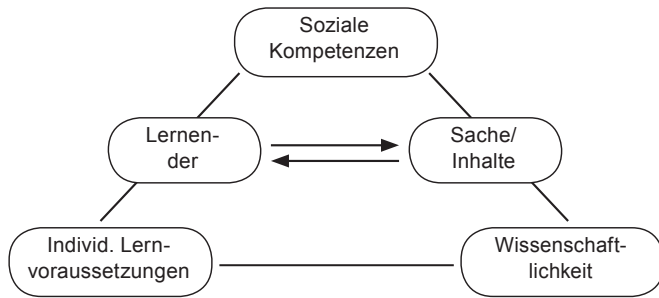 Soziale
Kompetenzen
Lernen-
der
Sache/
Inhalte
Individ. Lern-
voraussetzungen
Wissenschaft-
lichkeit